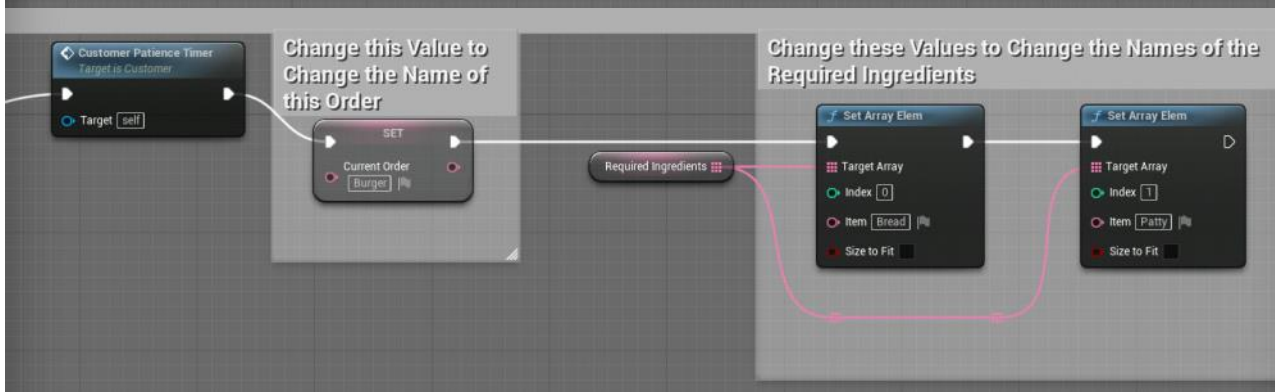 Customer Patience Timer
Target is Customer
Target self
Change this Value to
Change the Name of
this Order
SET
Current Order
Burger
Required Ingredients
Change these Values to Change the Names of the
Required Ingredients
f Set Array Elem
Target Array
Index 0
Item Bread
Size to Fit
f Set Array Elem
Target Array
Index 1
Item Patty
Size to Fit